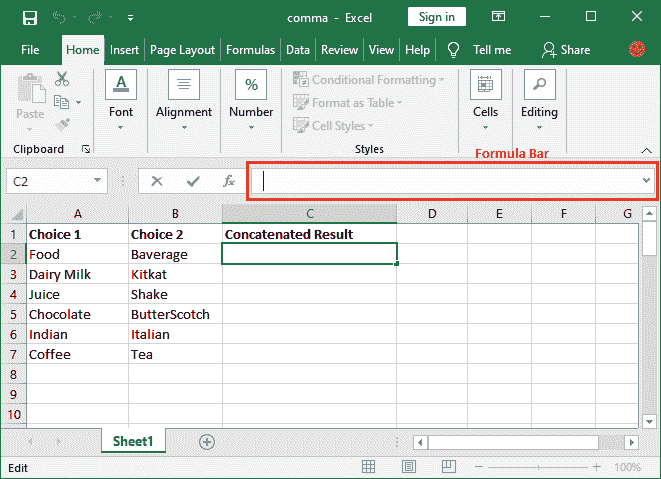 comma - Excel
Sign in
File Home Insert Page Layout Formulas Data Review View Help Tell me Share
Paste
Clipboard
A
Font
Alignment
%
Number
Conditional Formatting
Format as Table
Cell Styles
Styles
Cells
Editing
Formula Bar
C2 fx
A B C D E F G
1 Choice 1 Choice 2 Concatenated Result
2 Food Baverage
3 Dairy Milk Kitkat
4 Juice Shake
5 Chocolate ButterScotch
6 Indian Italian
7 Coffee Tea
8
9
10
Sheet1
Edit 100%